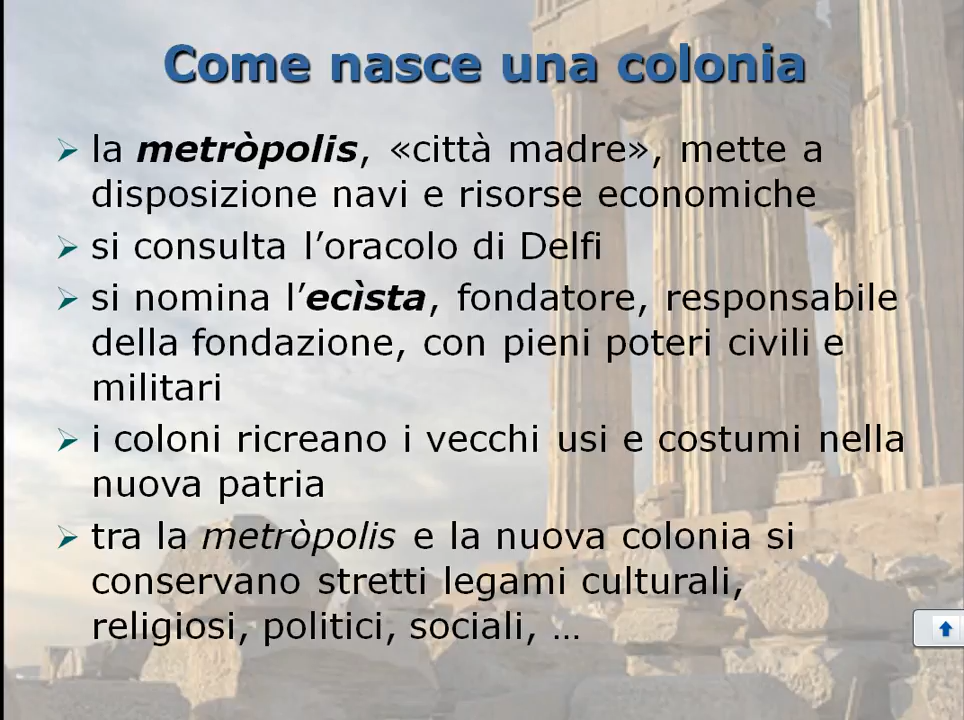 Come nasce una colonia
la metròpolis, «città madre», mette a
disposizione navi e risorse economiche
si consulta l’oracolo di Delfi
si nomina l’ecìsta, fondatore, responsabile
della fondazione, con pieni poteri civili e
militari
i coloni ricreano i vecchi usi e costumi nella
nuova patria
tra la metròpolis e la nuova colonia si
conservano stretti legami culturali,
religiosi, politici, sociali, …